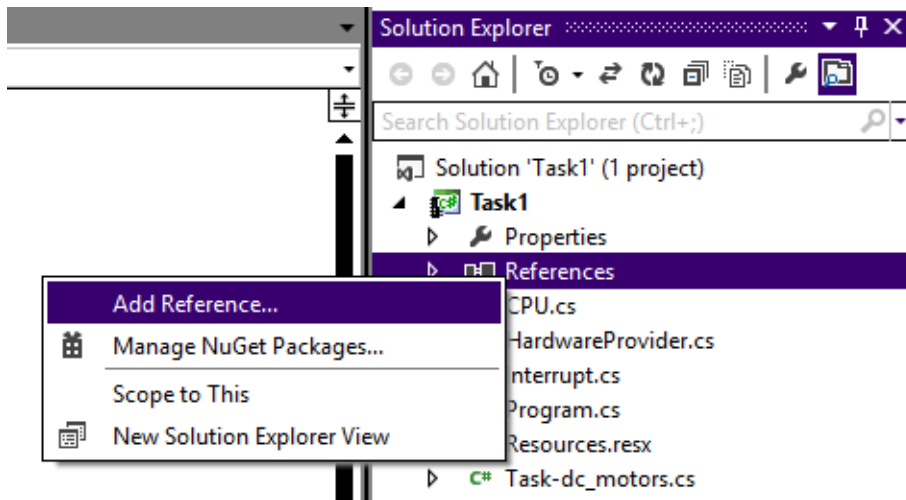 Solution Explorer
Search Solution Explorer (Ctrl+;)
Solution 'Task1' (1 project)
C# Task1
Properties
References
Add Reference...
CPU.cs
Manage NuGet Packages...
HardwareProvider.cs
Interrupt.cs
Scope to This
Program.cs
New Solution Explorer View
Resources.resx
C# Task-dc_motors.cs